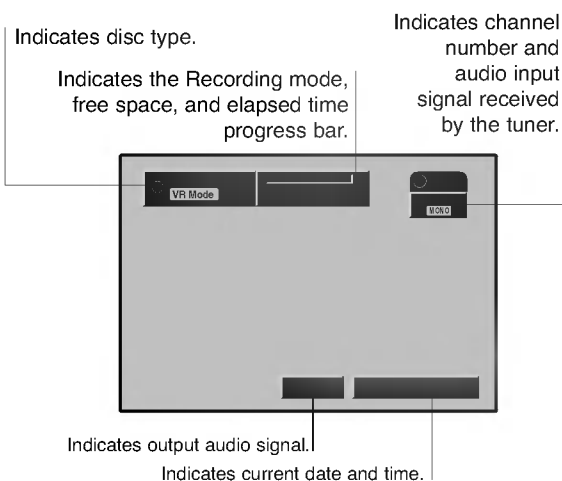 Indicates disc type.
Indicates the Recording mode,
free space, and elapsed time
progress bar.
Indicates channel
number and
audio input
signal received
by the tuner.
VR Mode
MONO
Indicates output audio signal.
Indicates current date and time.